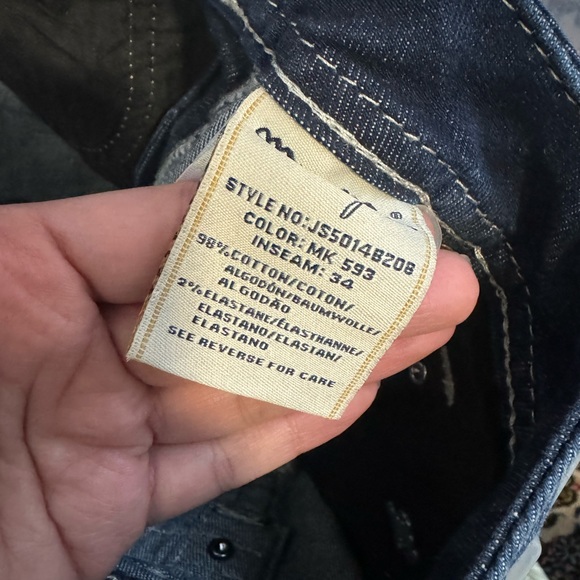 STYLE NO:JS5014B208
COLOR: MK 593
INSEAM: 34
98% COTTON/COTON/
ALGODÓN/BAUMWOLLE/
ALGODÃO
2% ELASTANE/ÉLASTHANNE/
ELASTANO/ELASTAN/
ELASTANO
SEE REVERSE FOR CARE